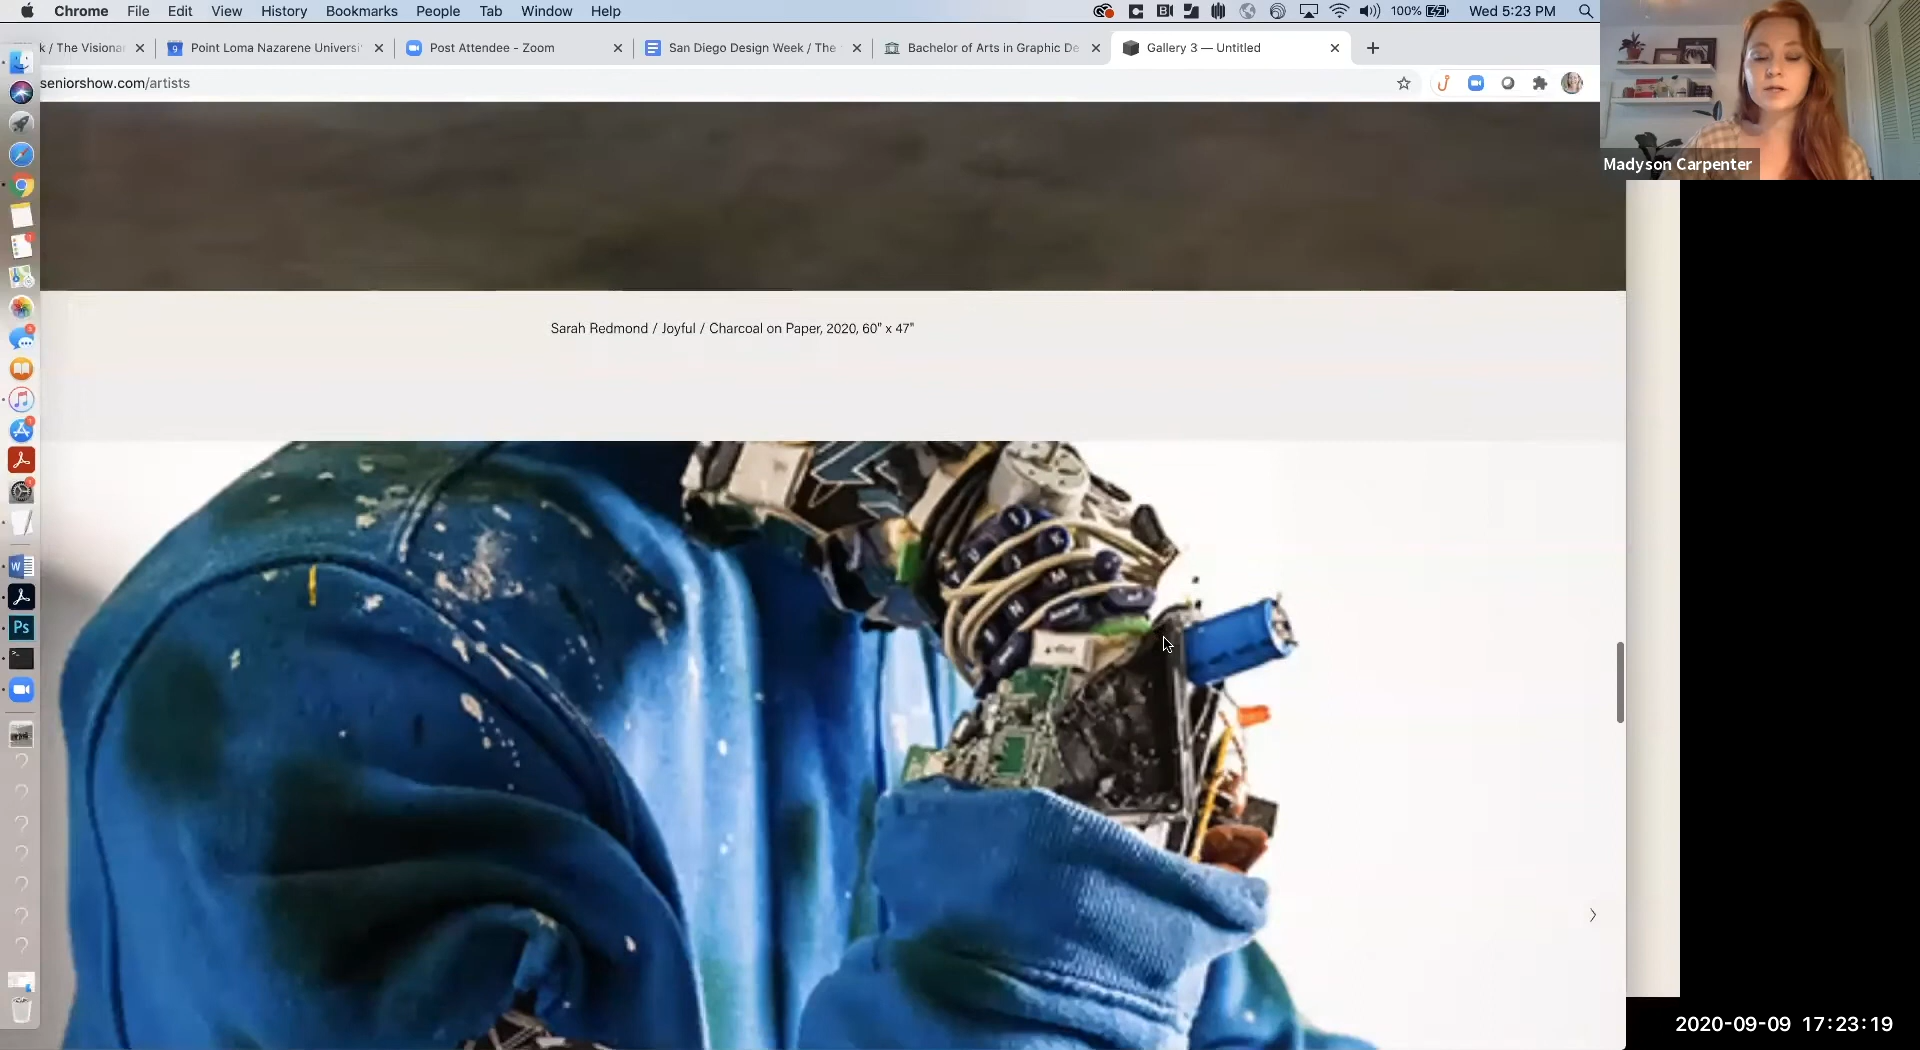 Chrome File Edit View History Bookmarks People Tab Window Help 100% Wed 5:23 PM
k / The Visiona
9 Point Loma Nazarene Universi
Post Attendee - Zoom
San Diego Design Week / The
Bachelor of Arts in Graphic De
Gallery 3 — Untitled
seniorshow.com/artists
Madyson Carpenter
Sarah Redmond / Joyful / Charcoal on Paper, 2020, 60" x 47"
K
J
M
N
W
Ps
2020-09-09 17:23:19